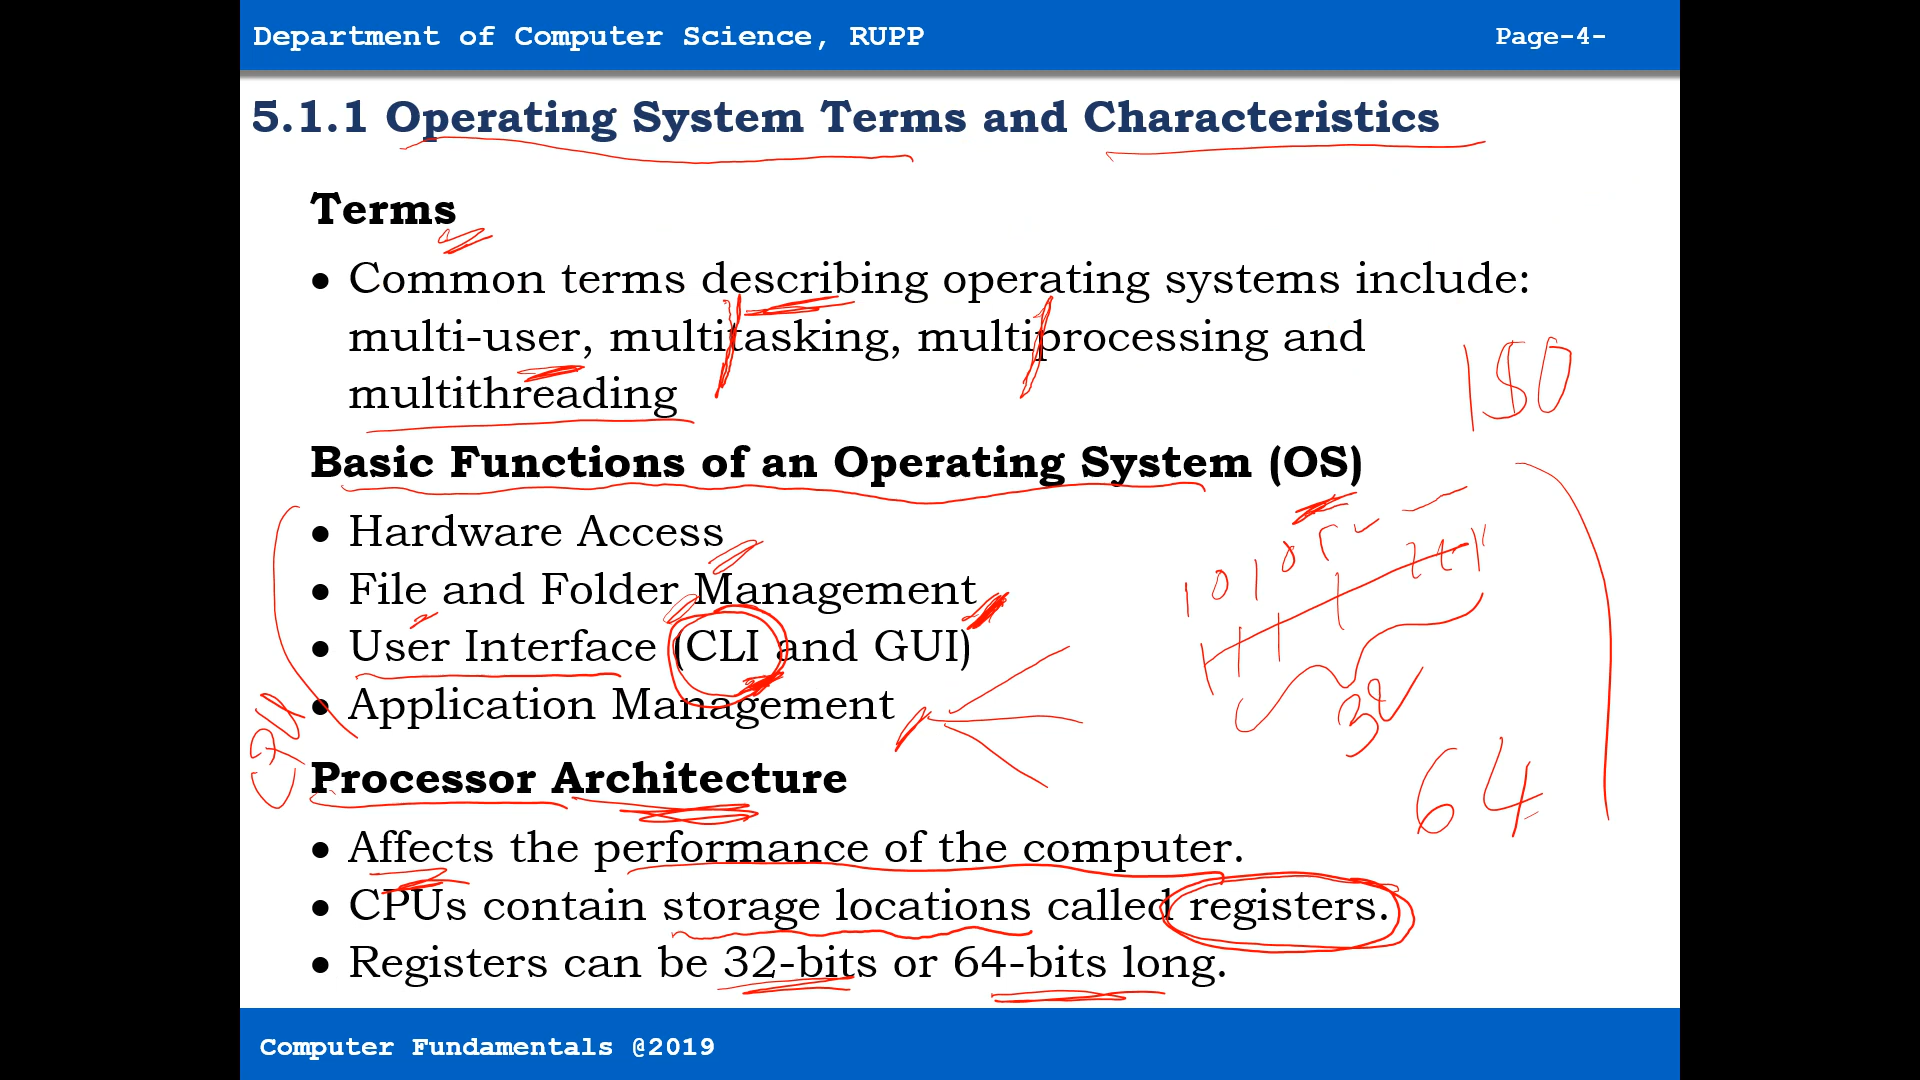 Department of Computer Science, RUPP Page-4-
5.1.1 Operating System Terms and Characteristics
Terms
• Common terms describing operating systems include:
multi-user, multitasking, multiprocessing and
multithreading
150
Basic Functions of an Operating System (OS)
• Hardware Access
• File and Folder Management
• User Interface (CLI and GUI)
• Application Management
32
64
CPU
Processor Architecture
• Affects the performance of the computer.
• CPUs contain storage locations called registers.
• Registers can be 32-bits or 64-bits long.
Computer Fundamentals @2019